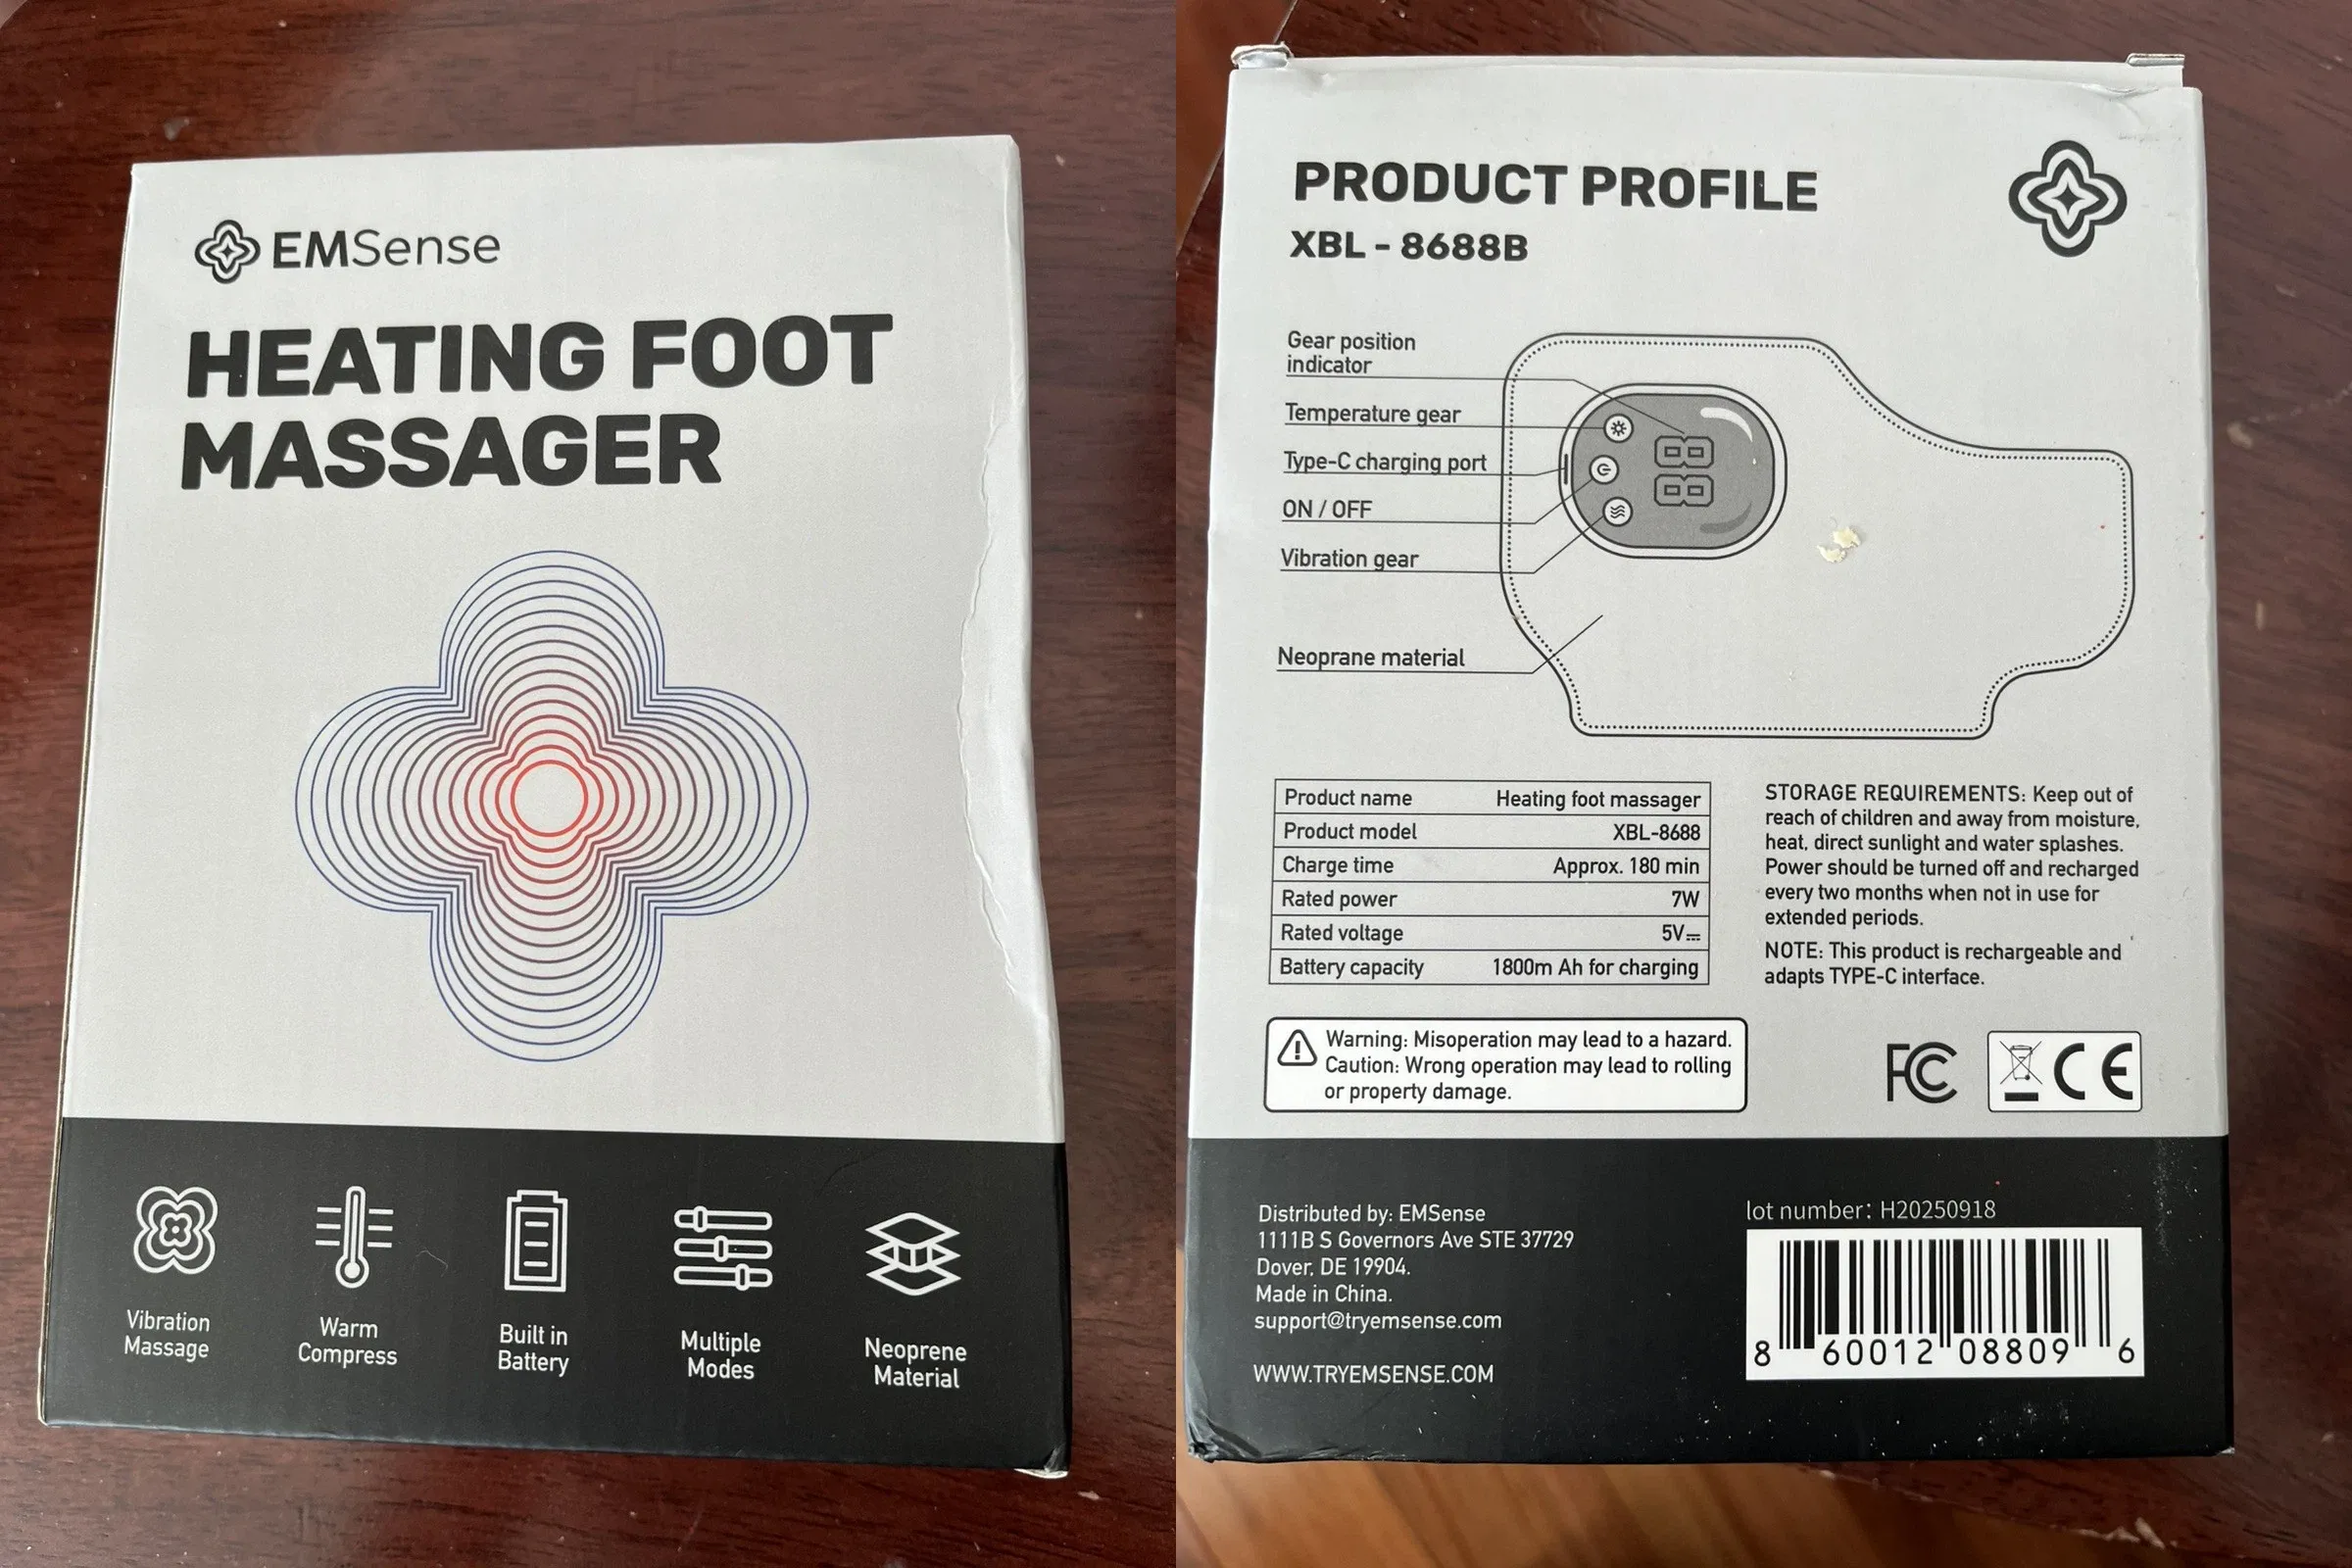 EMSense
HEATING FOOT
MASSAGER
Vibration
Massage
Warm
Compress
Built in
Battery
Multiple
Modes
Neoprene
Material
PRODUCT PROFILE
XBL - 8688B
Gear position
indicator
Temperature gear
Type-C charging port
ON / OFF
Vibration gear
Neoprane material
88
88
Product name Heating foot massager
Product model XBL-8688
Charge time Approx. 180 min
Rated power 7W
Rated voltage 5V⎓
Battery capacity 1800m Ah for charging
STORAGE REQUIREMENTS: Keep out of
reach of children and away from moisture,
heat, direct sunlight and water splashes.
Power should be turned off and recharged
every two months when not in use for
extended periods.
NOTE: This product is rechargeable and
adapts TYPE-C interface.
Warning: Misoperation may lead to a hazard.
Caution: Wrong operation may lead to rolling
or property damage.
FC CE
Distributed by: EMSense
1111B S Governors Ave STE 37729
Dover, DE 19904.
Made in China.
support@tryemsense.com
WWW.TRYEMSENSE.COM
lot number: H20250918
8 60012 08809 6